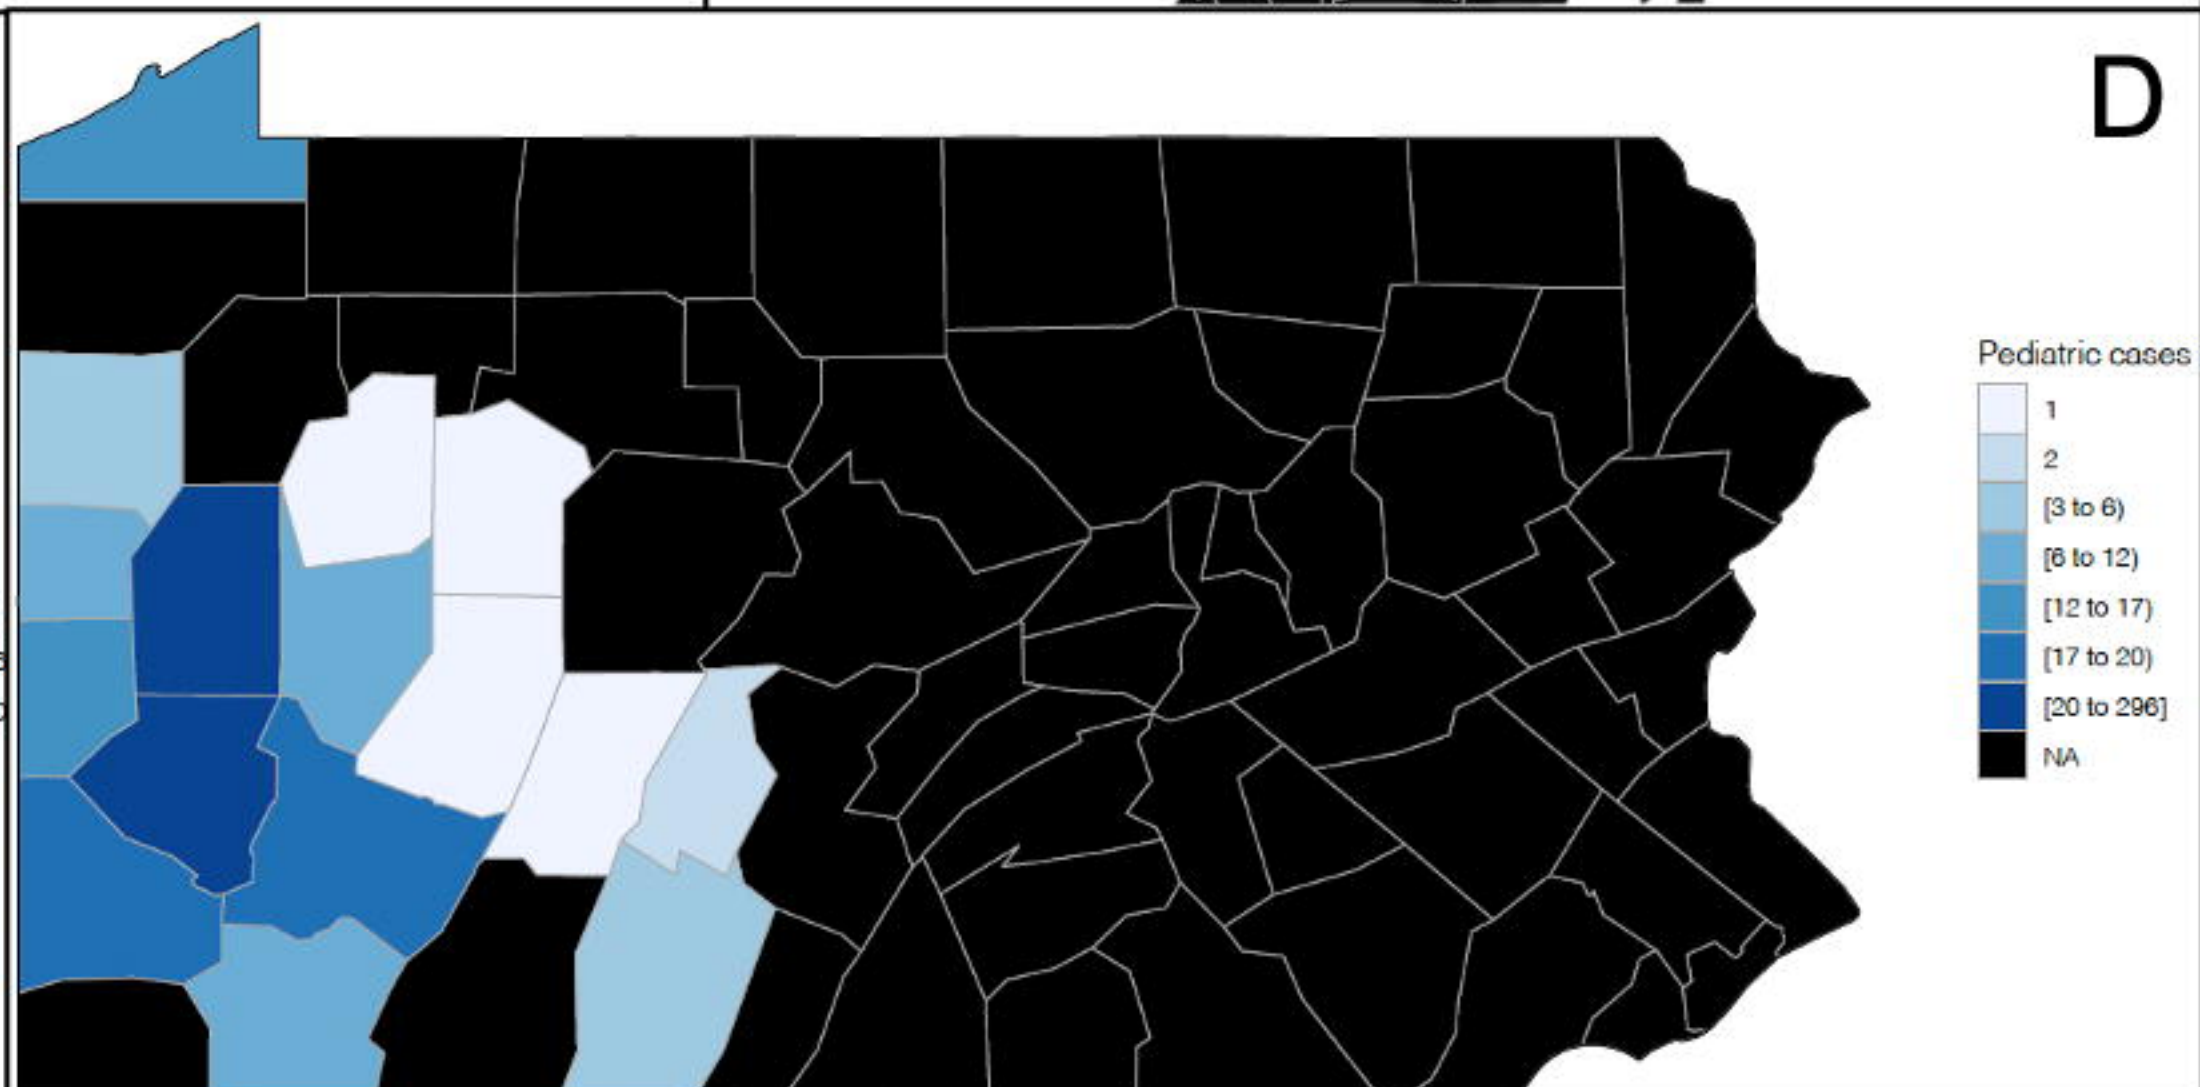 D
Pediatric cases
1
2
[3 to 6)
[6 to 12)
[12 to 17)
[17 to 20)
[20 to 296]
NA